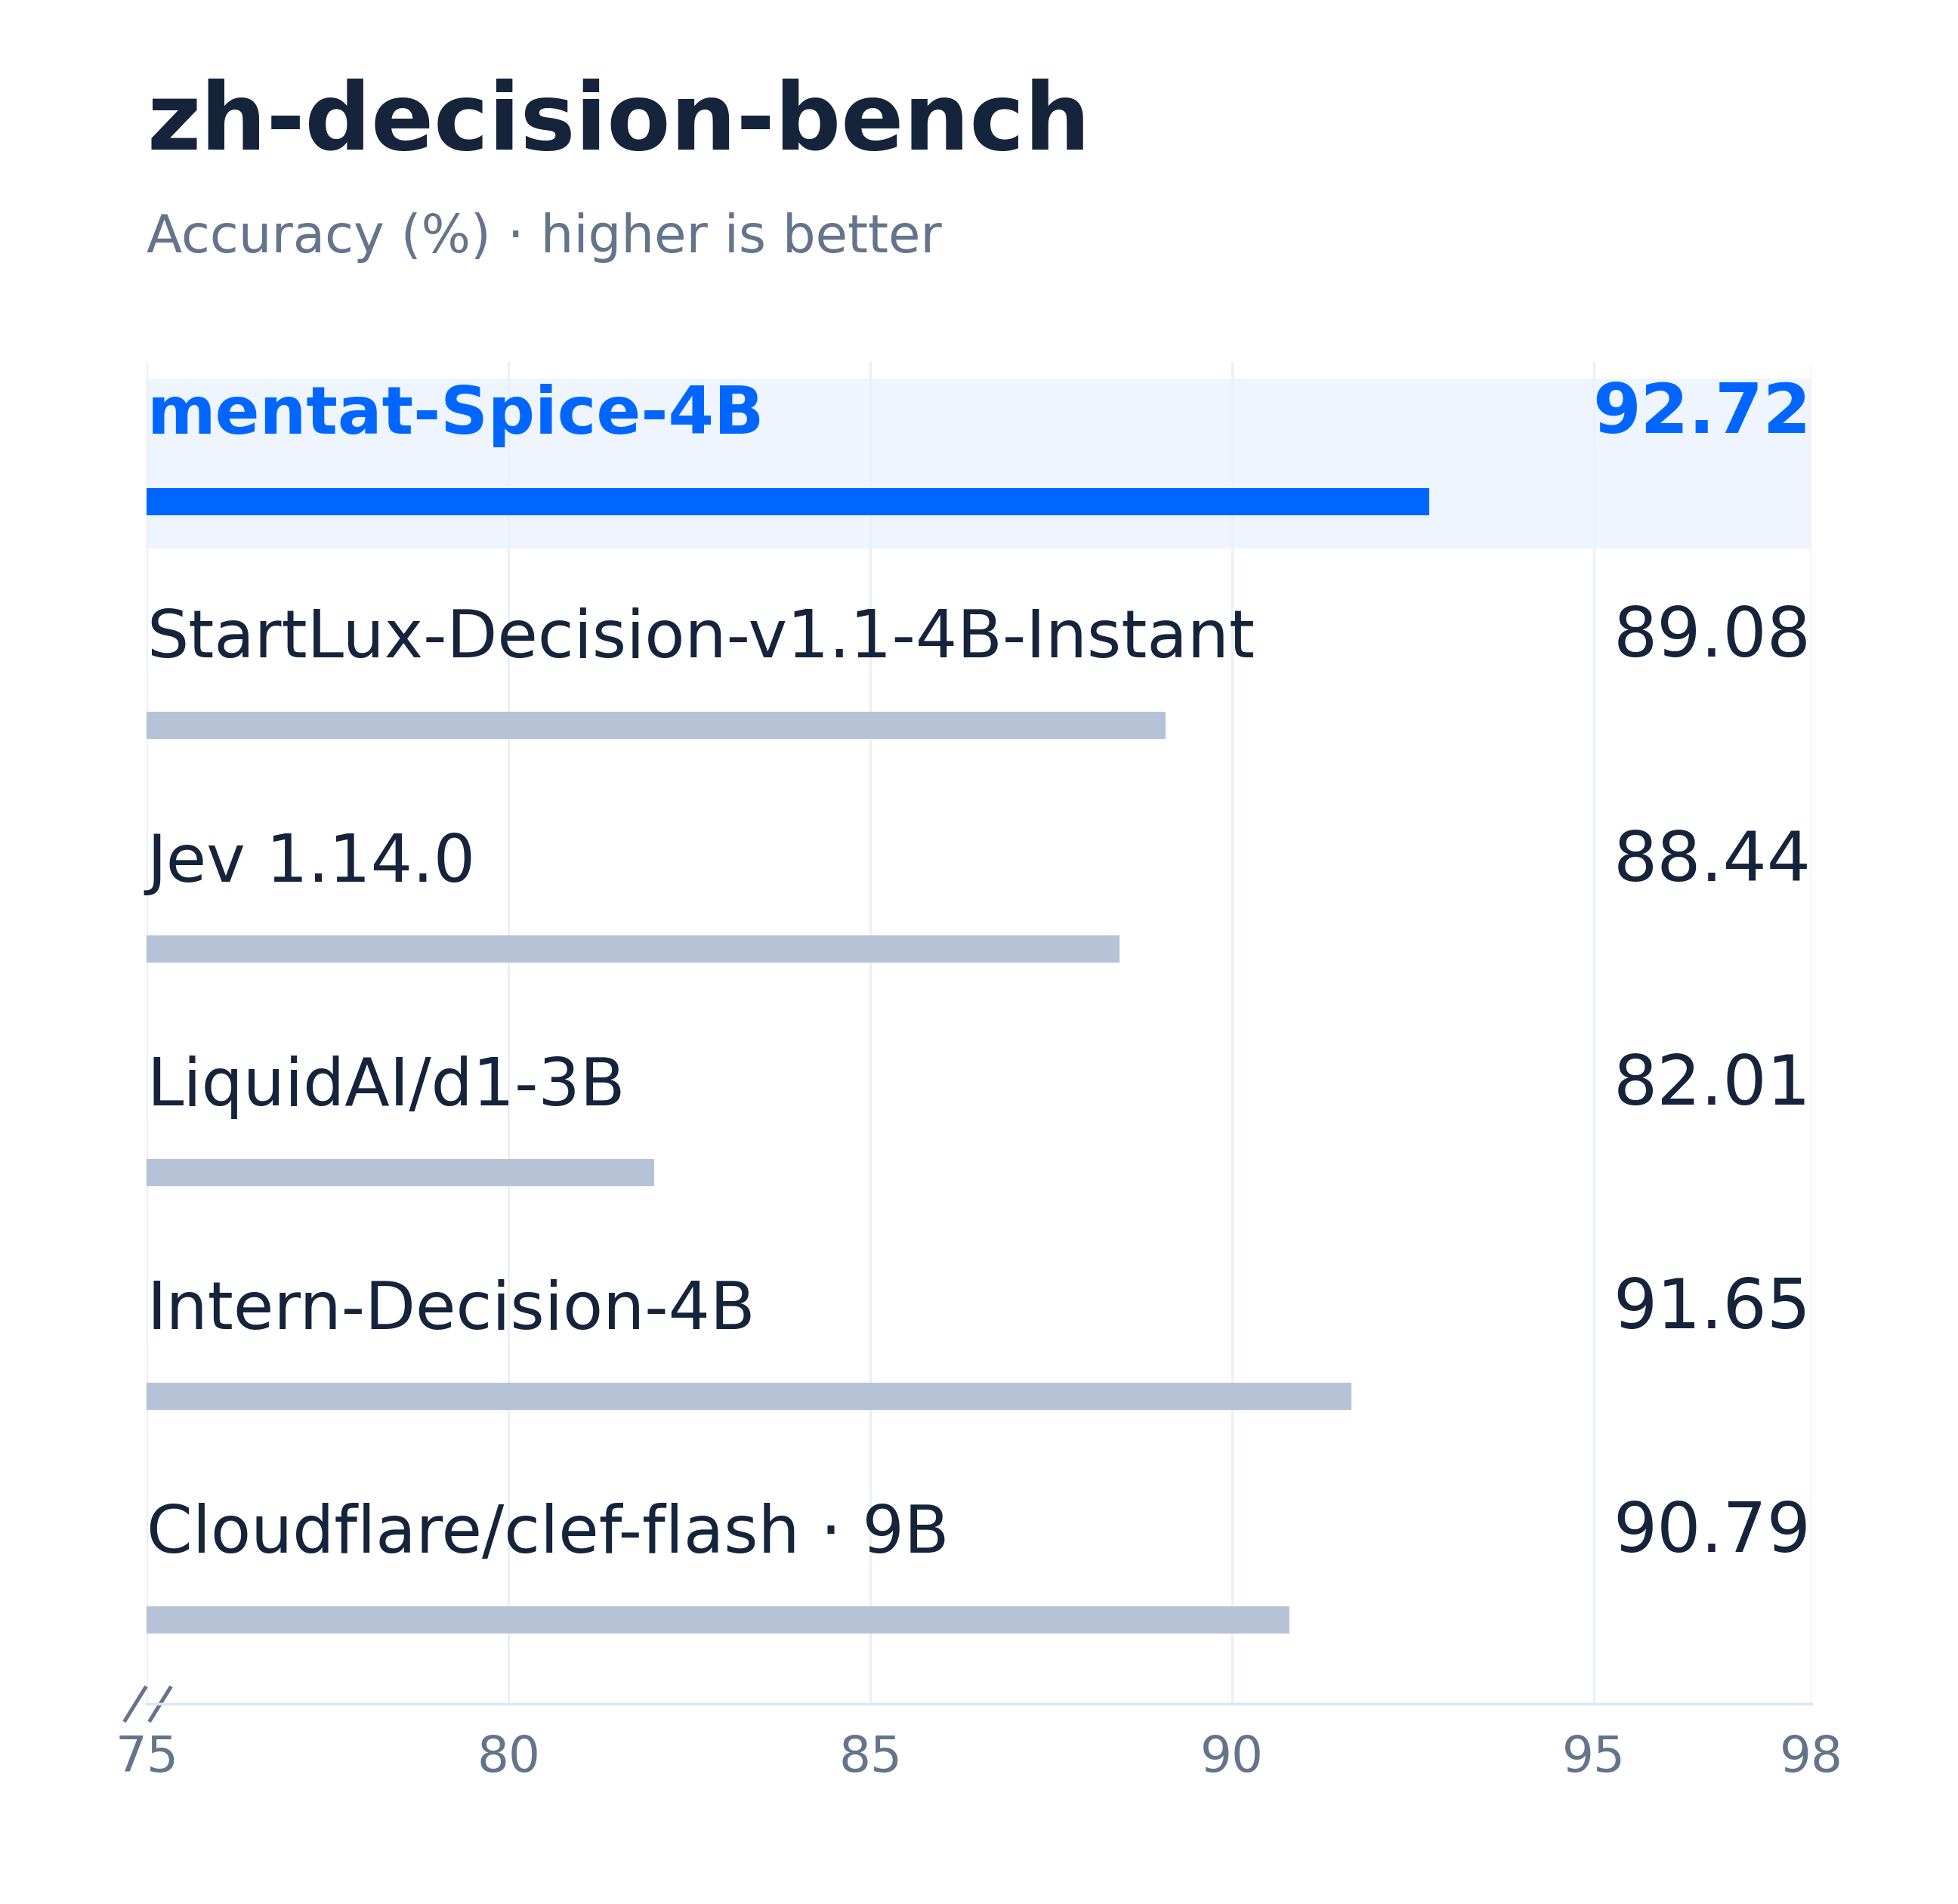 zh-decision-bench
Accuracy (%) · higher is better
mentat-Spice-4B 92.72
StartLux-Decision-v1.1-4B-Instant 89.08
Jev 1.14.0 88.44
LiquidAI/d1-3B 82.01
Intern-Decision-4B 91.65
Cloudflare/clef-flash · 9B 90.79
75 80 85 90 95 98